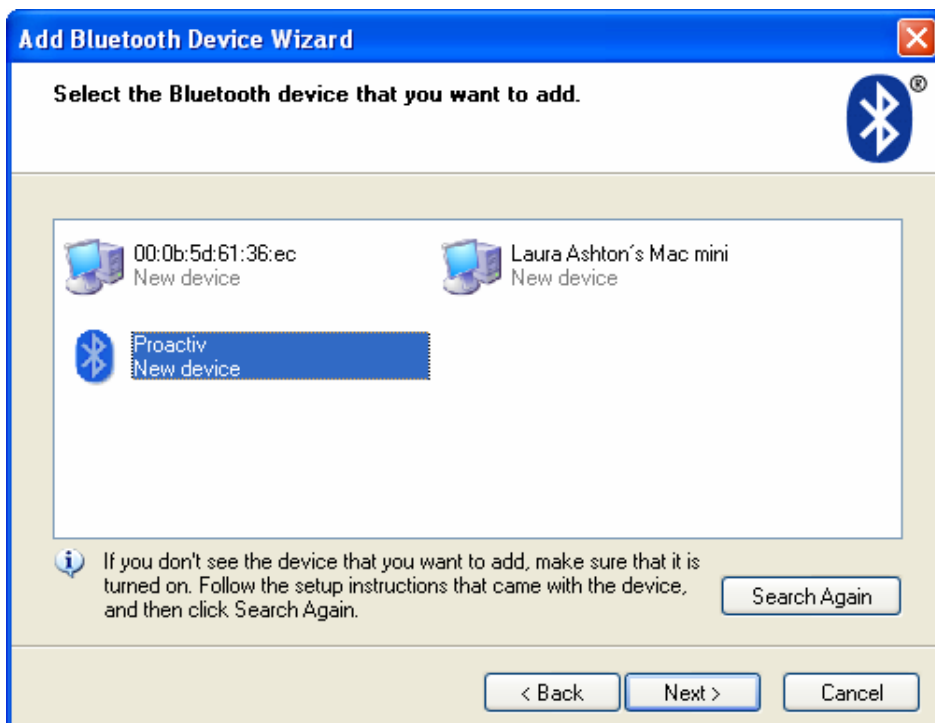 Add Bluetooth Device Wizard
Select the Bluetooth device that you want to add.
®
00:0b:5d:61:36:ec
New device
Laura Ashton´s Mac mini
New device
Proactiv
New device
If you don't see the device that you want to add, make sure that it is
turned on. Follow the setup instructions that came with the device,
and then click Search Again.
Search Again
< Back
Next >
Cancel